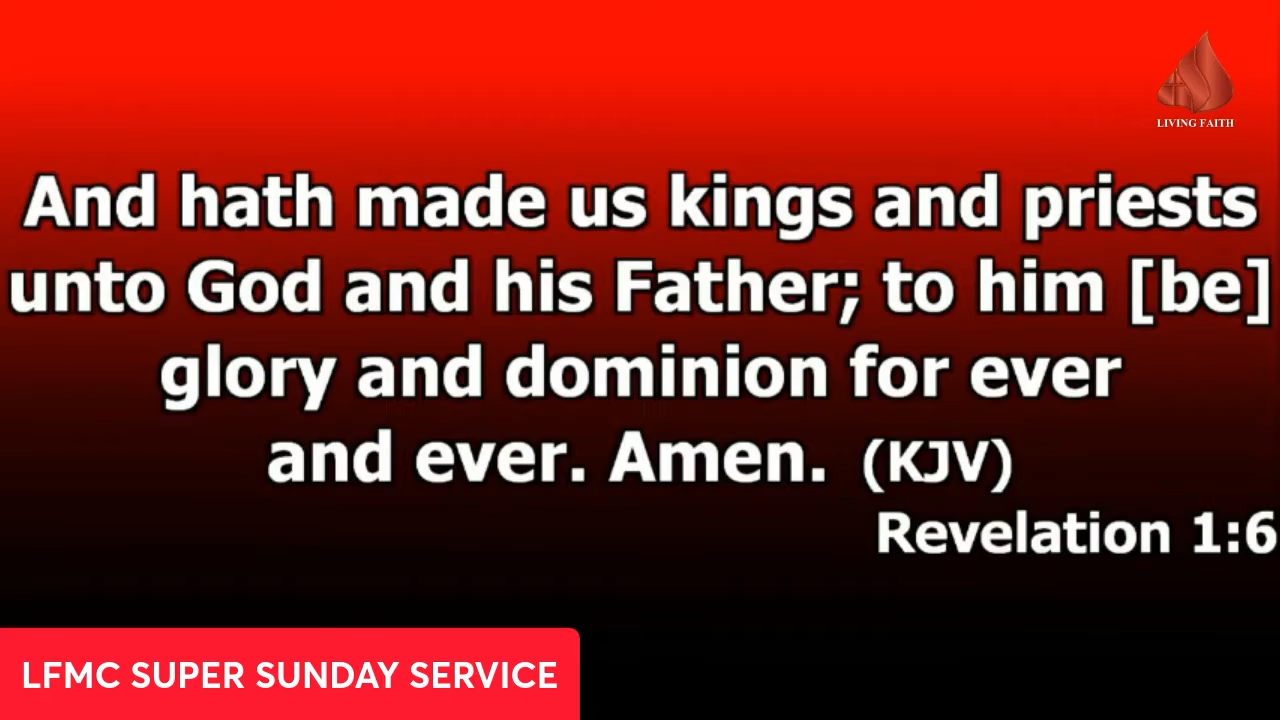 LIVING FAITH
And hath made us kings and priests
unto God and his Father; to him [be]
glory and dominion for ever
and ever. Amen. (KJV)
Revelation 1:6
LFMC SUPER SUNDAY SERVICE